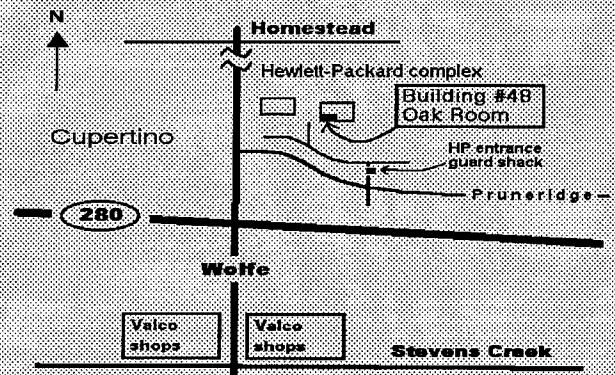 N
Homestead
Hewlett-Packard complex
Building #48
Oak Room
Cupertino
HP entrance
guard shack
Pruneridge
280
Wolfe
Valco
shops
Valco
shops
Stevens Creek